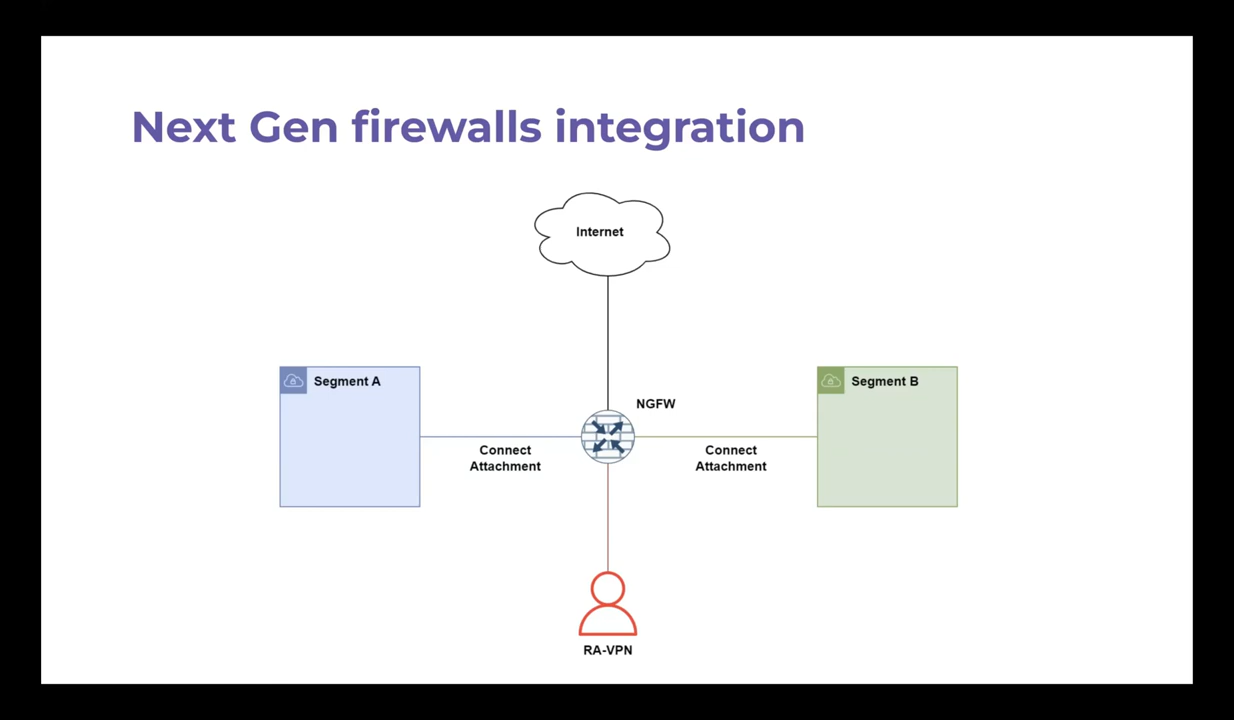 Next Gen firewalls integration
Internet
Segment A
NGFW
Segment B
Connect
Attachment
Connect
Attachment
RA-VPN